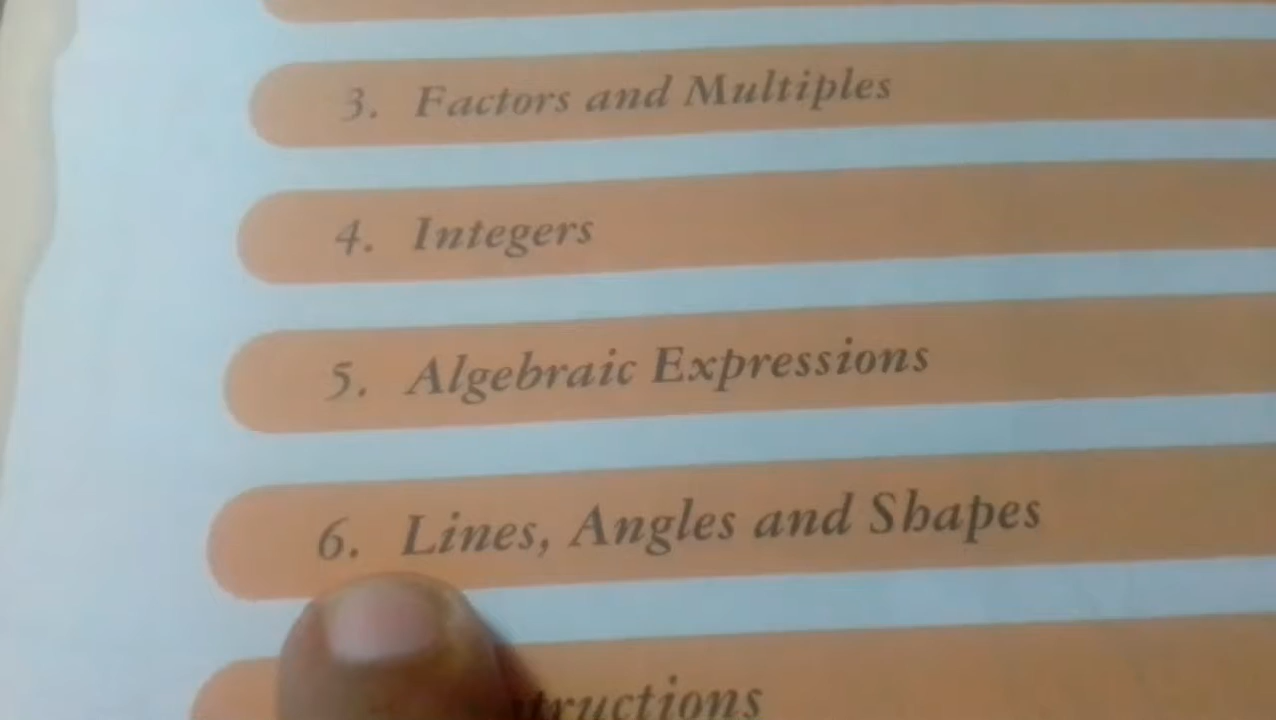 3. Factors and Multiples
4. Integers
5. Algebraic Expressions
6. Lines, Angles and Shapes